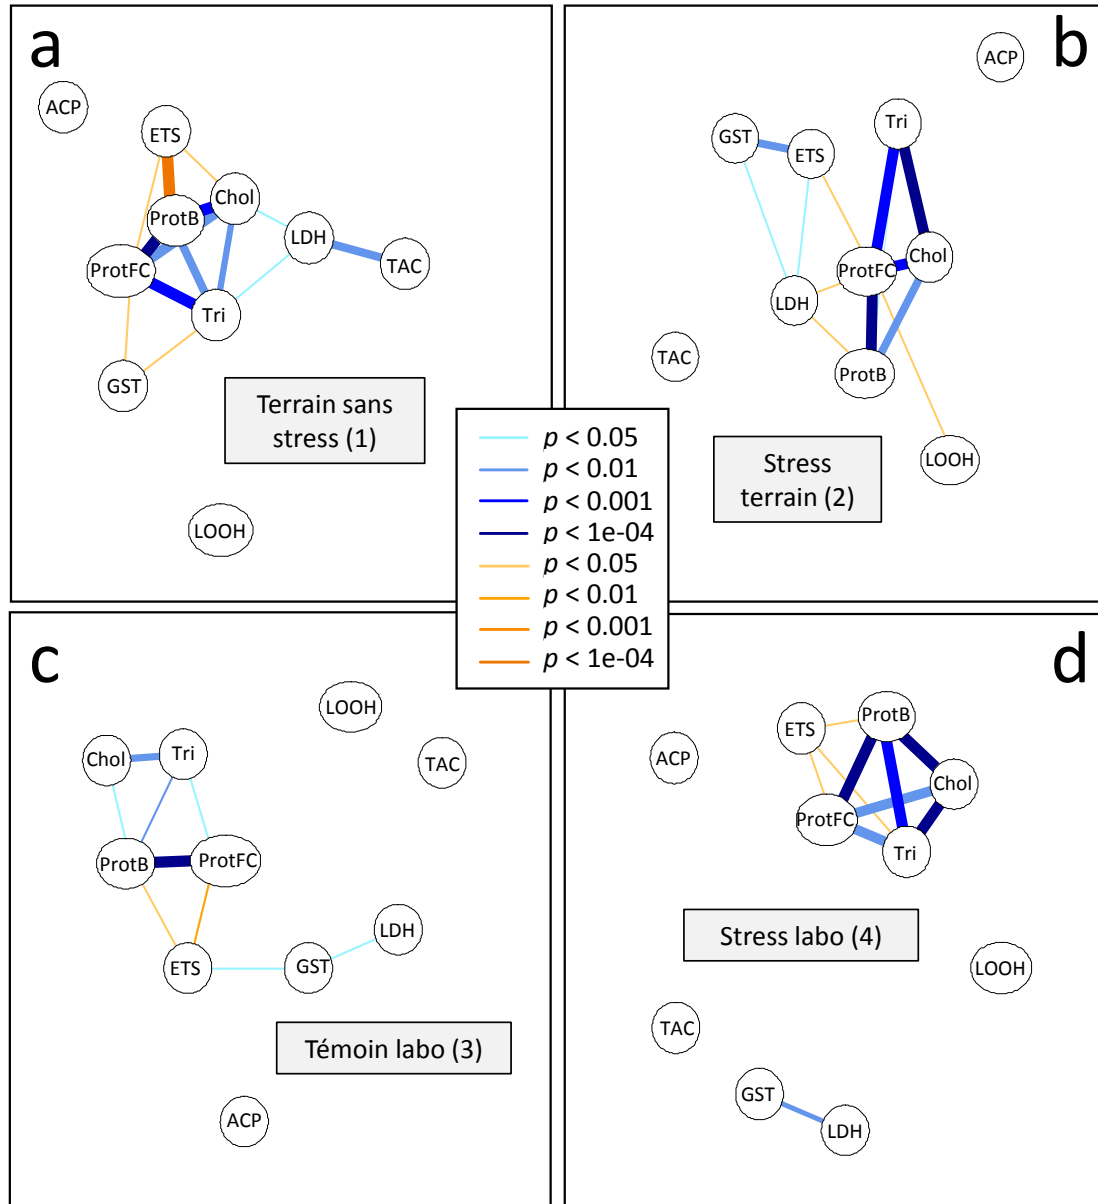 a
ACP
ETS
Chol
ProtB
LDH
TAC
ProtFC
Tri
GST
Terrain sans
stress (1)
LOOH
b
ACP
Tri
GST
ETS
Chol
ProtFC
LDH
TAC
ProtB
LOOH
Stress
terrain (2)
p < 0.05
p < 0.01
p < 0.001
p < 1e-04
p < 0.05
p < 0.01
p < 0.001
p < 1e-04
c
LOOH
Chol
Tri
TAC
ProtB
ProtFC
LDH
ETS
GST
Témoin labo (3)
ACP
d
ProtB
ETS
ACP
Chol
ProtFC
Tri
Stress labo (4)
LOOH
TAC
GST
LDH